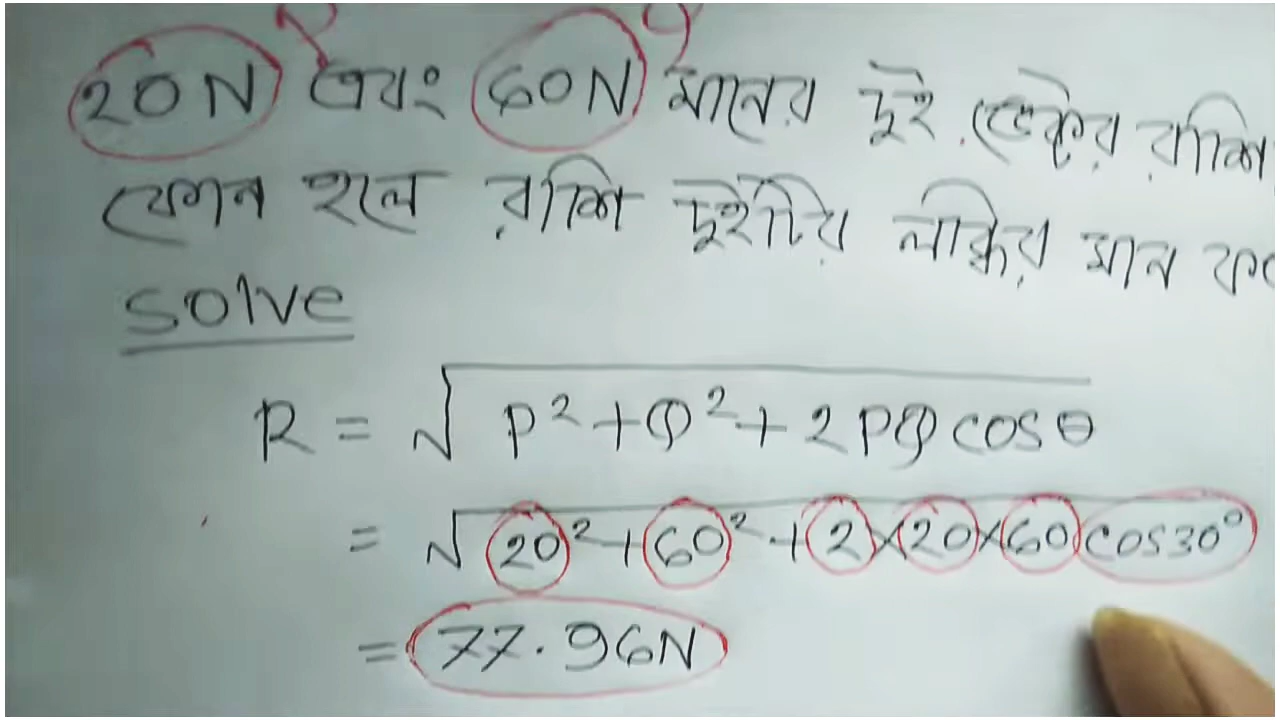 20N এবং 60N মানের দুই ভেক্টর রাশি
কোন হলে রাশি দুইটির লব্ধির মান
Solve
R = √P² + Q² + 2PQ cosθ
= √20² + 60² + 2×20×60 cos30°
= 77.96N